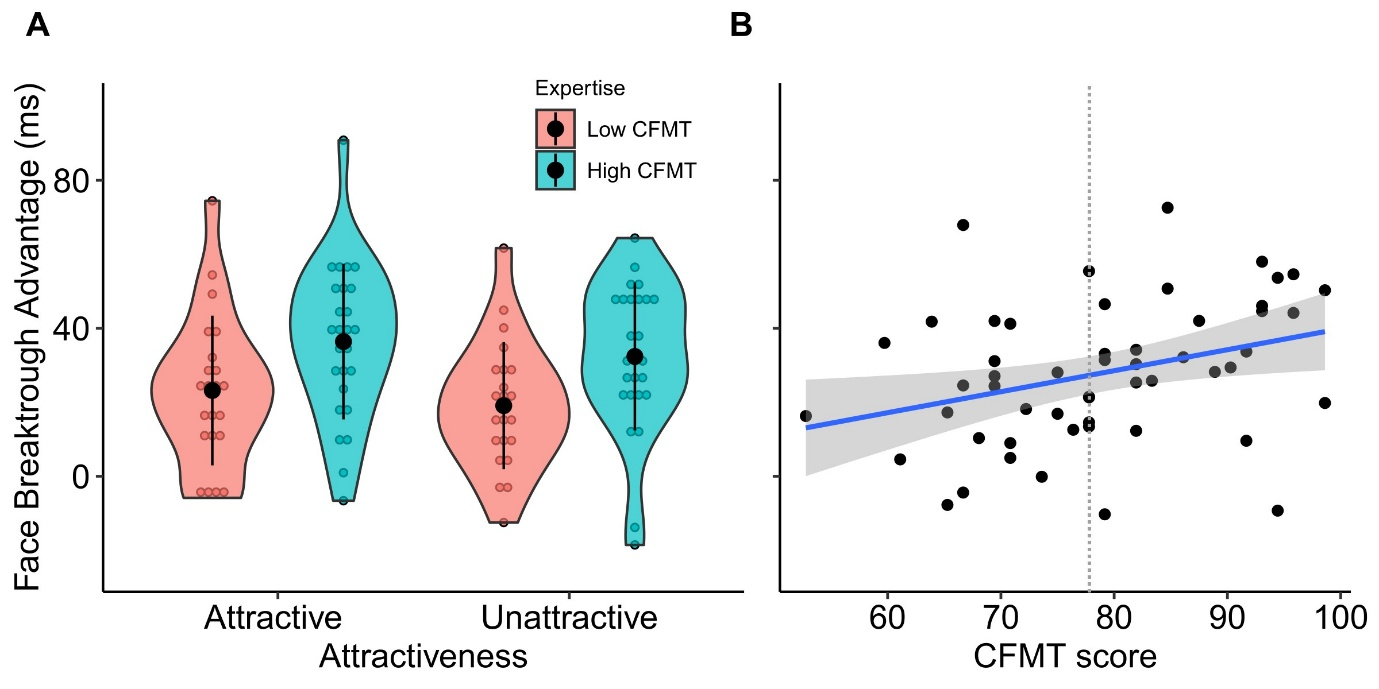 A
B
Face Breaktrough Advantage (ms)
80
40
0
Expertise
Low CFMT
High CFMT
Attractive
Unattractive
Attractiveness
60
70
80
90
100
CFMT score